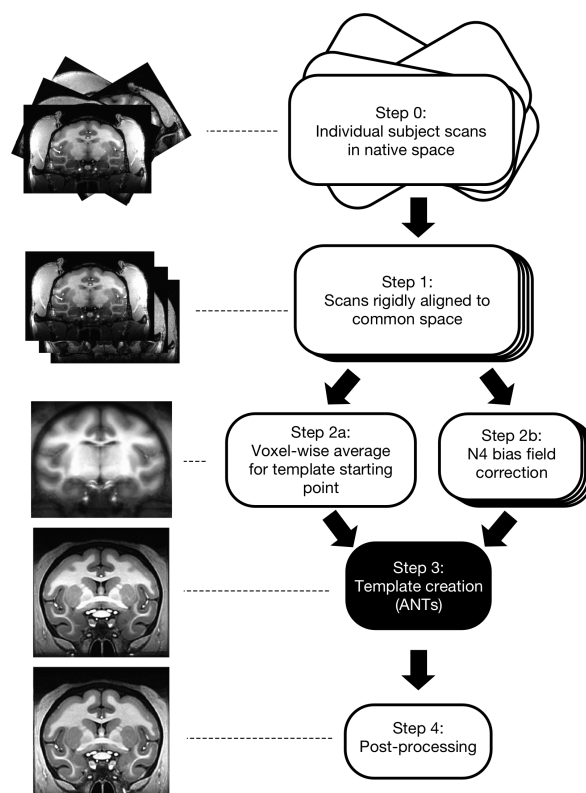 Step 0:
Individual subject scans
in native space
Step 1:
Scans rigidly aligned to
common space
Step 2a:
Voxel-wise average
for template starting
point
Step 2b:
N4 bias field
correction
Step 3:
Template creation
(ANTs)
Step 4:
Post-processing